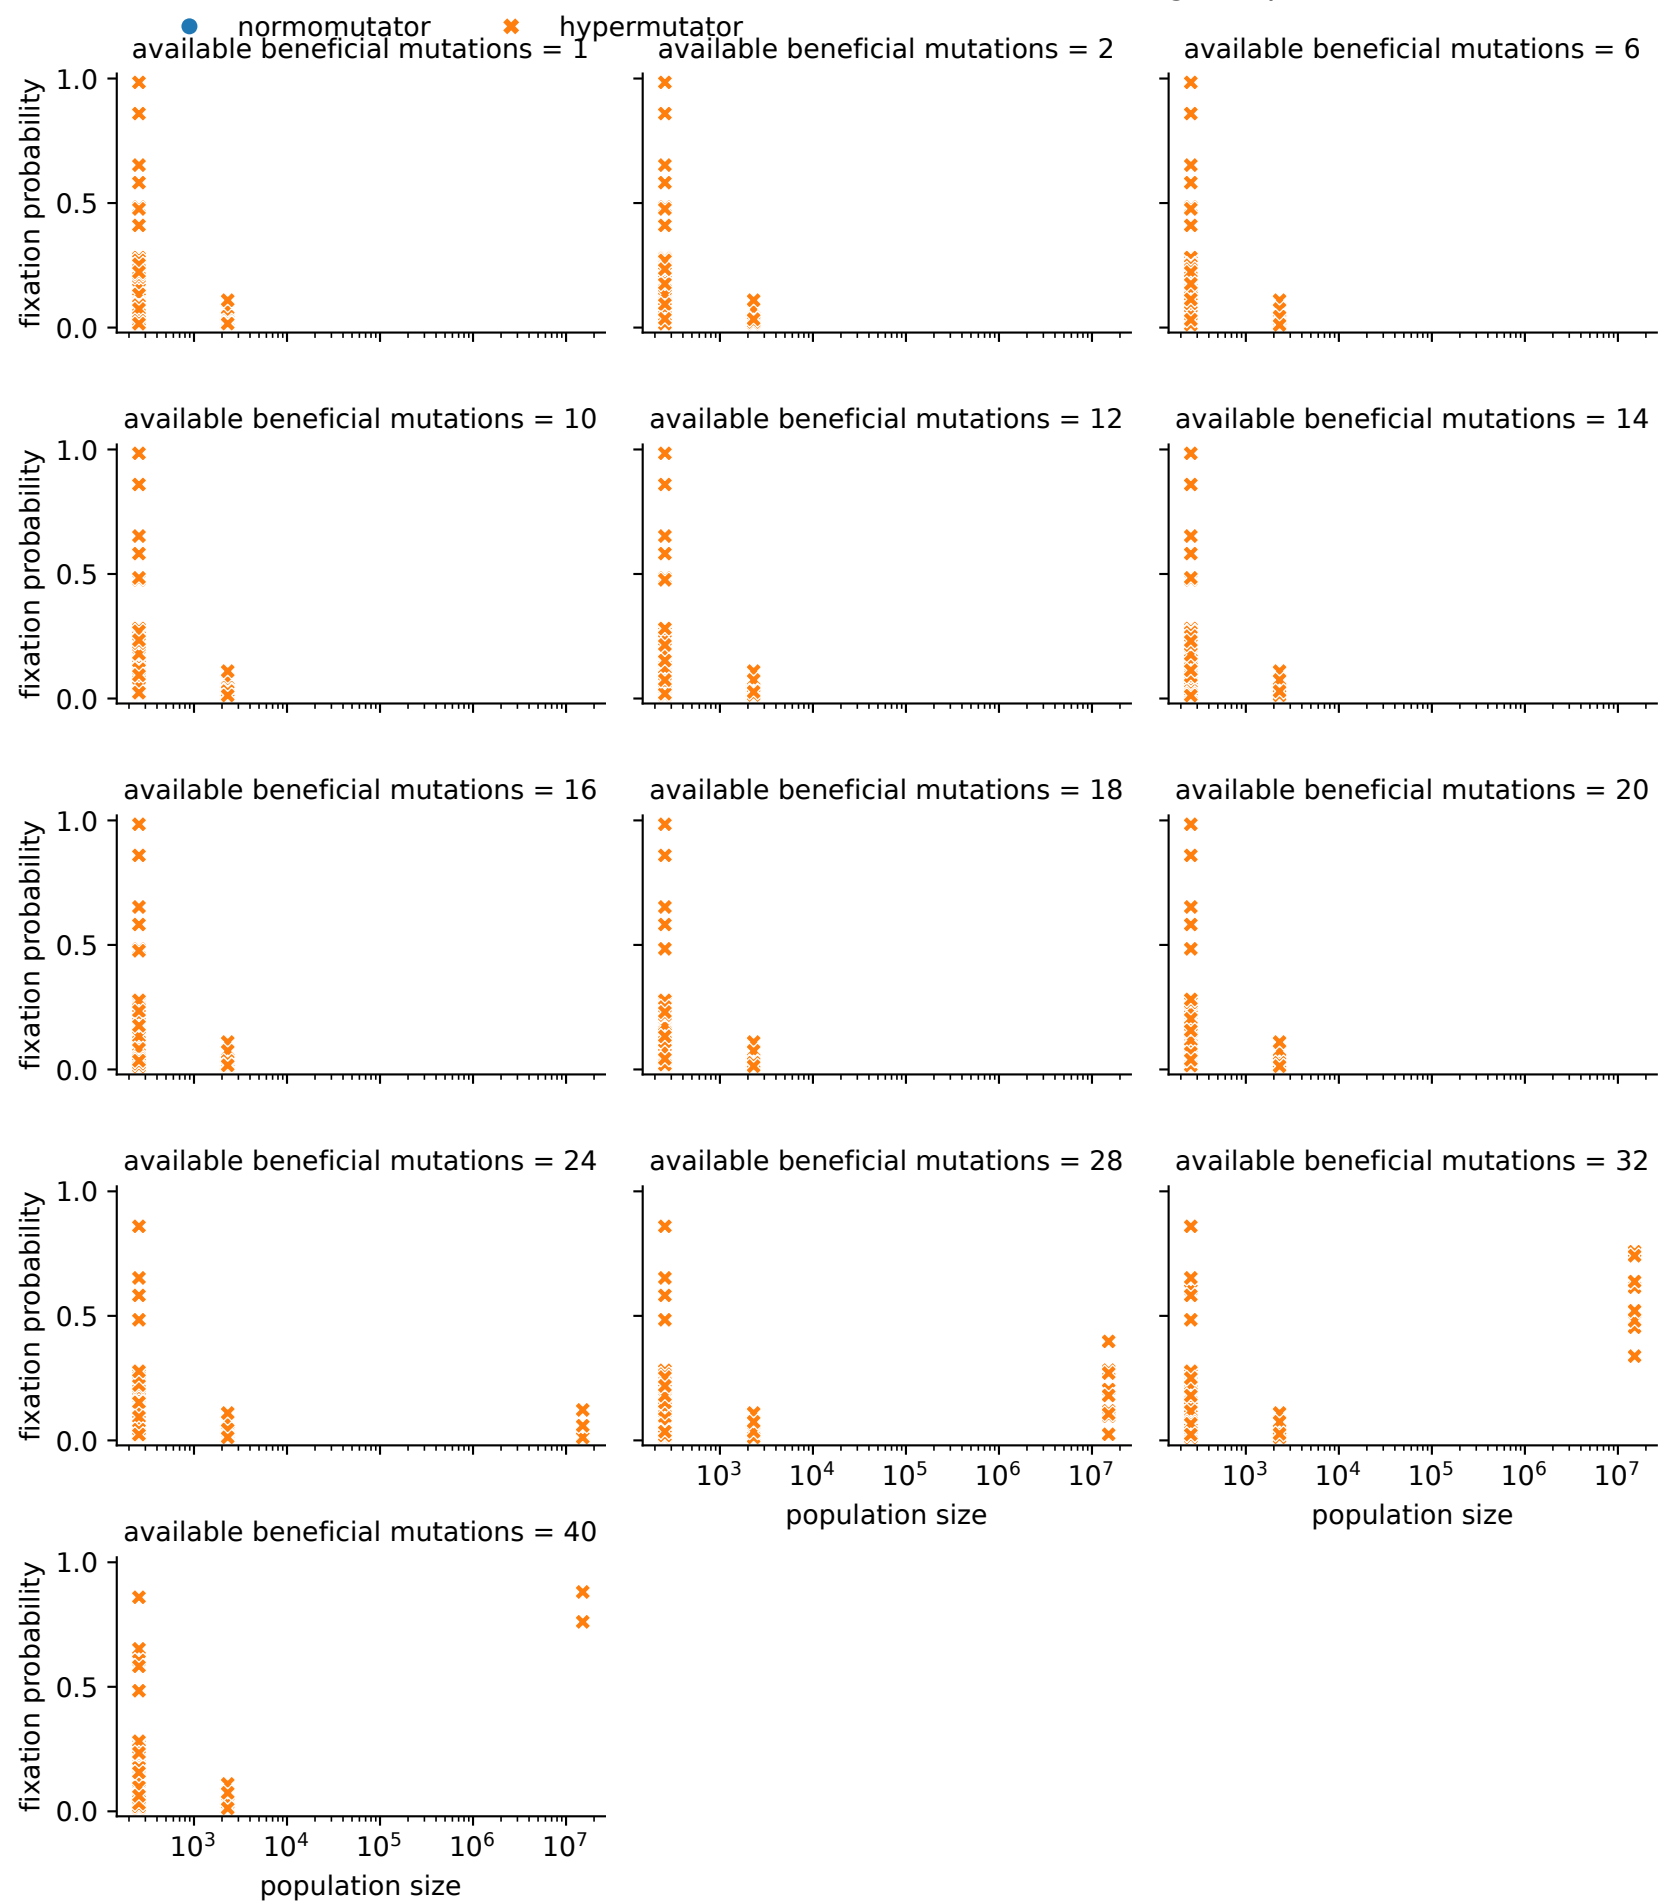 normomutator hypermutator
available beneficial mutations = 1 available beneficial mutations = 2 available beneficial mutations = 6
fixation probability
1.0
0.5
0.0
available beneficial mutations = 10 available beneficial mutations = 12 available beneficial mutations = 14
fixation probability
1.0
0.5
0.0
available beneficial mutations = 16 available beneficial mutations = 18 available beneficial mutations = 20
fixation probability
1.0
0.5
0.0
available beneficial mutations = 24 available beneficial mutations = 28 available beneficial mutations = 32
fixation probability
1.0
0.5
0.0
10³ 10⁴ 10⁵ 10⁶ 10⁷ 10³ 10⁴ 10⁵ 10⁶ 10⁷
population size population size
available beneficial mutations = 40
fixation probability
1.0
0.5
0.0
10³ 10⁴ 10⁵ 10⁶ 10⁷
population size